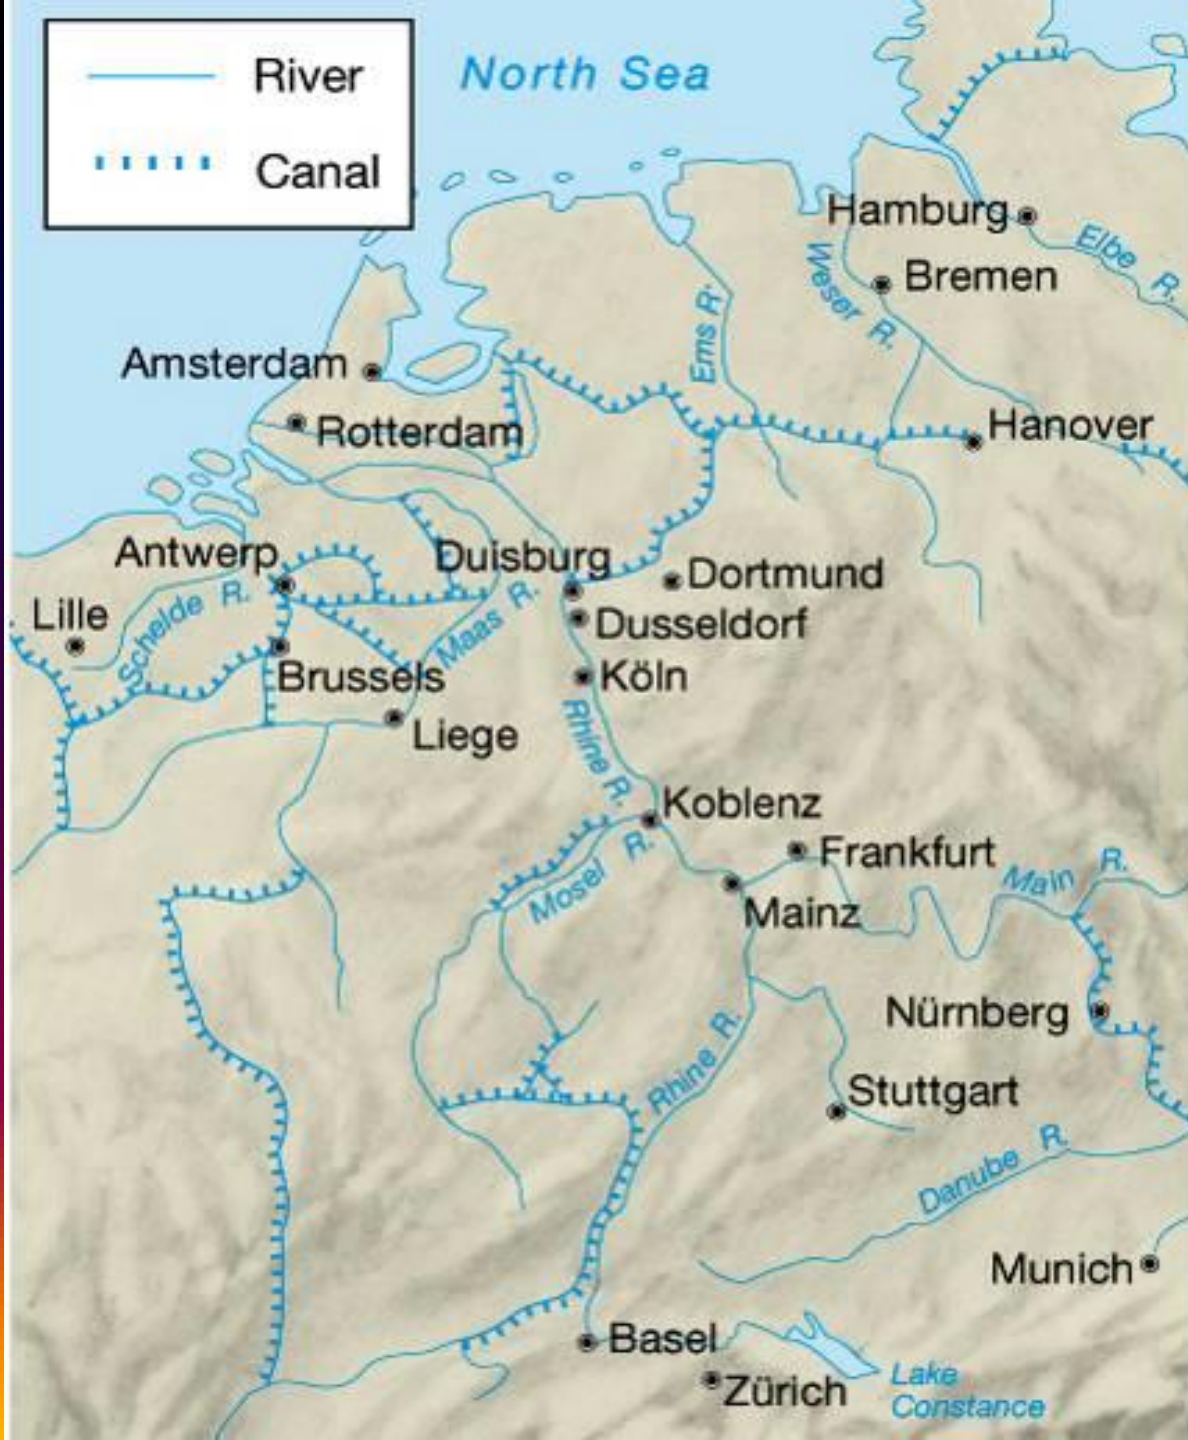 River
Canal
North Sea
Hamburg
Elbe R.
Weser R.
Bremen
Ems R.
Amsterdam
Rotterdam
Hanover
Antwerp
Duisburg
Dortmund
Lille
Schelde R.
Maas R.
Dusseldorf
Brussels
Köln
Liege
Rhine R.
Koblenz
Mosel R.
Frankfurt
Main R.
Mainz
Nürnberg
Rhine R.
Stuttgart
Danube R.
Munich
Basel
Zürich
Lake
Constance